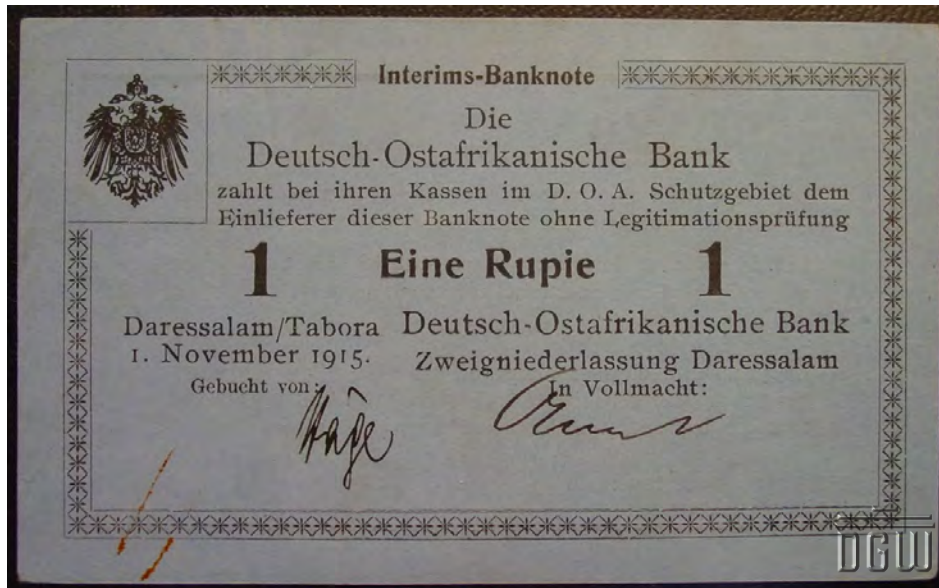 Interims-Banknote
Die
Deutsch-Ostafrikanische Bank
zahlt bei ihren Kassen im D. O. A. Schutzgebiet dem
Einlieferer dieser Banknote ohne Legitimationsprüfung
1 Eine Rupie 1
Daressalam/Tabora
1. November 1915.
Gebucht von:
Deutsch-Ostafrikanische Bank
Zweigniederlassung Daressalam
In Vollmacht:
DGW